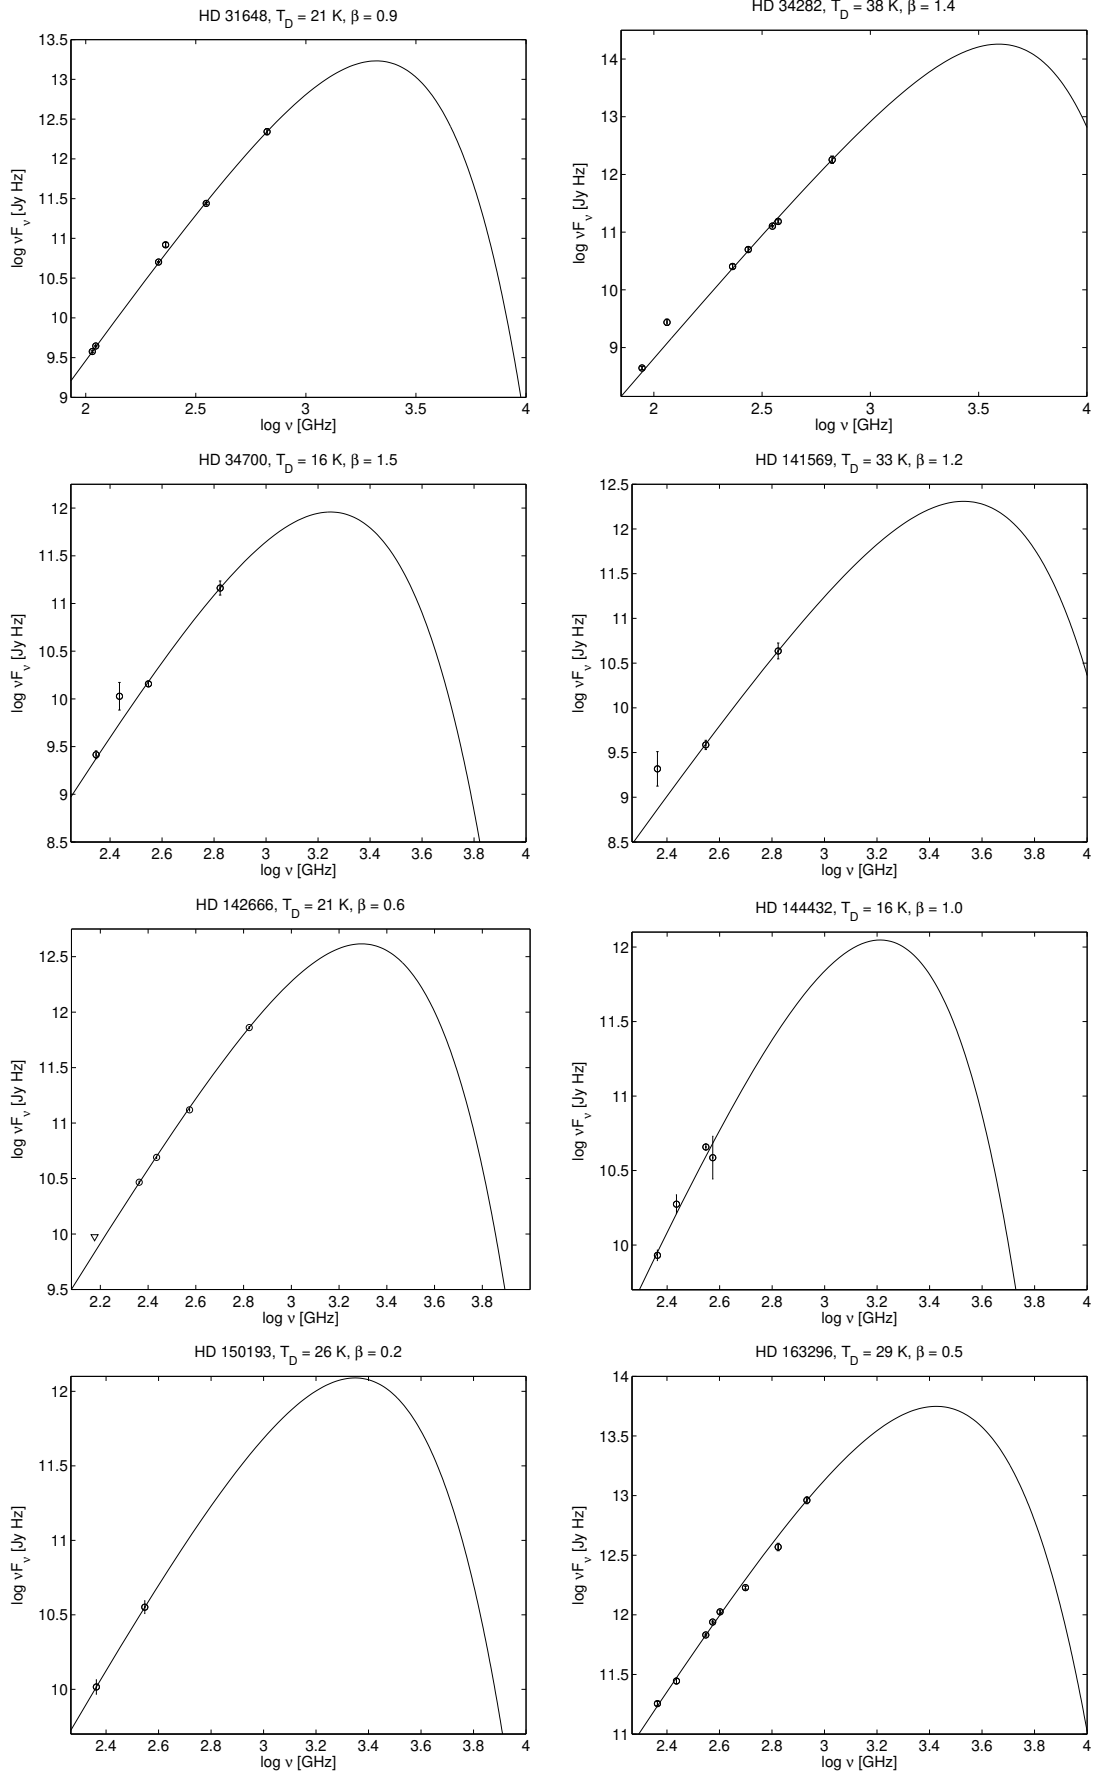 HD 31648, T_D = 21 K, β = 0.9
13.5
13
12.5
12
11.5
11
10.5
10
9.5
9
log νF_ν [Jy Hz]
2 2.5 3 3.5 4
log ν [GHz]
HD 34282, T_D = 38 K, β = 1.4
14
13
12
11
10
9
log νF_ν [Jy Hz]
2 2.5 3 3.5 4
log ν [GHz]
HD 34700, T_D = 16 K, β = 1.5
12
11.5
11
10.5
10
9.5
9
8.5
log νF_ν [Jy Hz]
2.4 2.6 2.8 3 3.2 3.4 3.6 3.8 4
log ν [GHz]
HD 141569, T_D = 33 K, β = 1.2
12.5
12
11.5
11
10.5
10
9.5
9
8.5
log νF_ν [Jy Hz]
2.4 2.6 2.8 3 3.2 3.4 3.6 3.8 4
log ν [GHz]
HD 142666, T_D = 21 K, β = 0.6
12.5
12
11.5
11
10.5
10
9.5
log νF_ν [Jy Hz]
2.2 2.4 2.6 2.8 3 3.2 3.4 3.6 3.8
log ν [GHz]
HD 144432, T_D = 16 K, β = 1.0
12
11.5
11
10.5
10
log νF_ν [Jy Hz]
2.4 2.6 2.8 3 3.2 3.4 3.6 3.8 4
log ν [GHz]
HD 150193, T_D = 26 K, β = 0.2
12
11.5
11
10.5
10
log νF_ν [Jy Hz]
2.4 2.6 2.8 3 3.2 3.4 3.6 3.8 4
log ν [GHz]
HD 163296, T_D = 29 K, β = 0.5
14
13.5
13
12.5
12
11.5
11
log νF_ν [Jy Hz]
2.4 2.6 2.8 3 3.2 3.4 3.6 3.8 4
log ν [GHz]